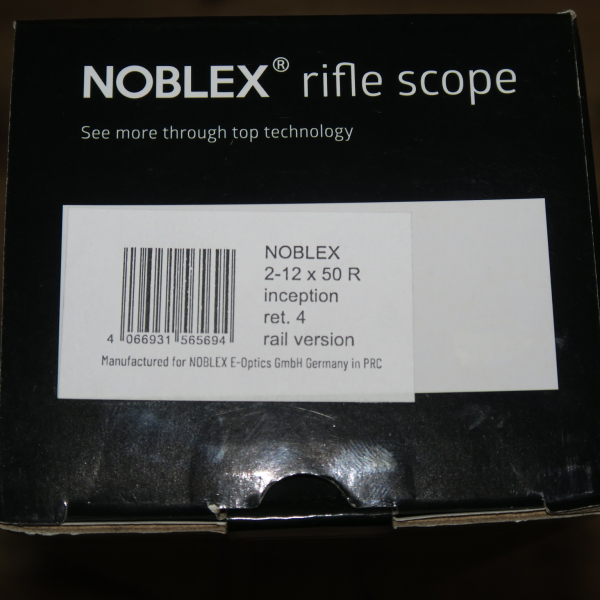 NOBLEX® rifle scope
See more through top technology
NOBLEX
2-12 x 50 R
inception
ret. 4
rail version
4 066931 565694
Manufactured for NOBLEX E-Optics GmbH Germany in PRC